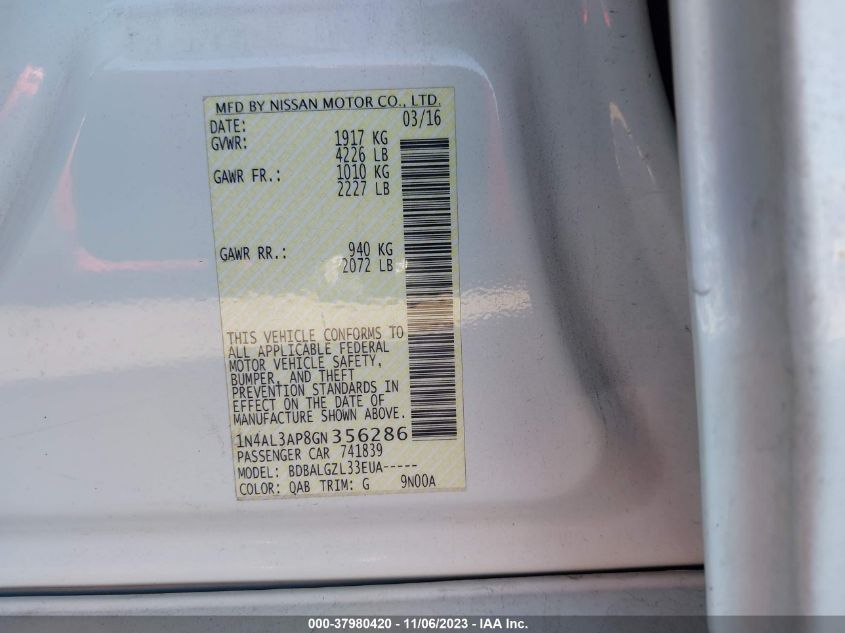 MFD BY NISSAN MOTOR CO., LTD.
DATE: 03/16
GVWR: 1917 KG
4226 LB
GAWR FR.: 1010 KG
2227 LB
GAWR RR.: 940 KG
2072 LB
THIS VEHICLE CONFORMS TO
ALL APPLICABLE FEDERAL
MOTOR VEHICLE SAFETY,
BUMPER, AND THEFT
PREVENTION STANDARDS IN
EFFECT ON THE DATE OF
MANUFACTURE SHOWN ABOVE.
1N4AL3AP8GN356286
PASSENGER CAR 741839
MODEL: BDBALGZL33EUA-----
COLOR: QAB TRIM: G 9N00A
000-37980420 - 11/06/2023 - IAA Inc.